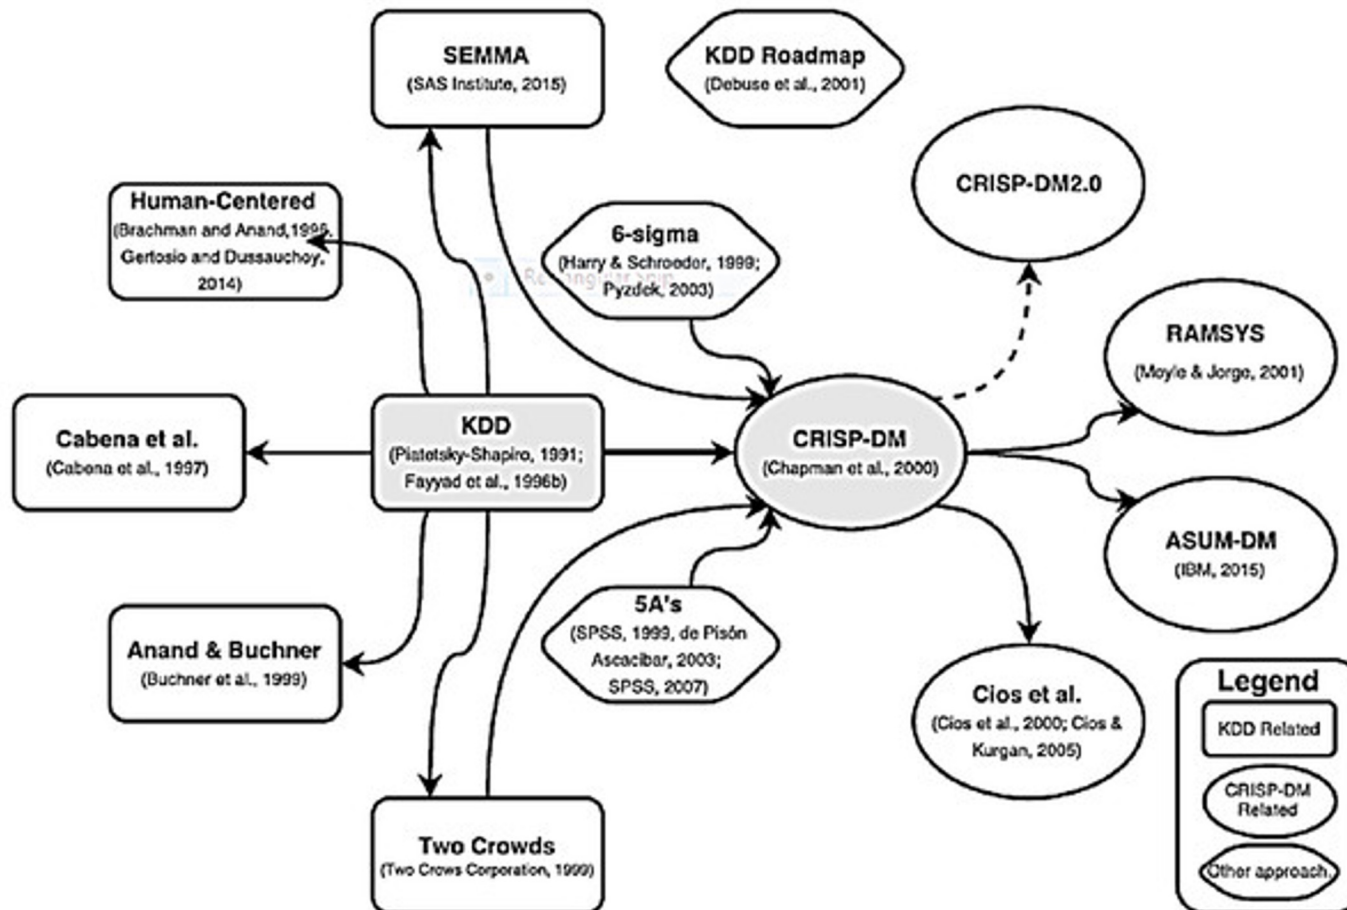 SEMMA
(SAS Institute, 2015)
KDD Roadmap
(Debuse et al., 2001)
CRISP-DM2.0
Human-Centered
(Brachman and Anand,1996,
Gertosio and Dussauchoy,
2014)
6-sigma
(Harry & Schroeder, 1999;
Pyzdek, 2003)
RAMSYS
(Moyle & Jorge, 2001)
Cabena et al.
(Cabena et al., 1997)
KDD
(Piatetsky-Shapiro, 1991;
Fayyad et al., 1996b)
CRISP-DM
(Chapman et al., 2000)
ASUM-DM
(IBM, 2015)
Anand & Buchner
(Buchner et al., 1999)
5A's
(SPSS, 1999, de Pisón
Ascacibar, 2003;
SPSS, 2007)
Cios et al.
(Cios et al., 2000; Cios &
Kurgan, 2005)
Two Crowds
(Two Crows Corporation, 1999)
Legend
KDD Related
CRISP-DM
Related
Other approach.